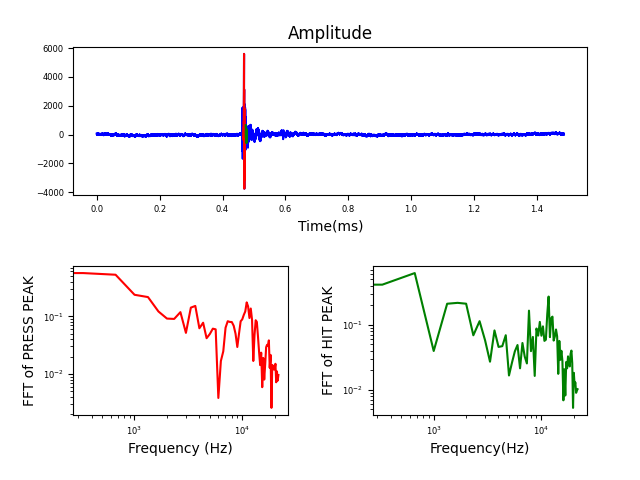 Amplitude
6000
4000
2000
0
−2000
−4000
0.0 0.2 0.4 0.6 0.8 1.0 1.2 1.4
Time(ms)
FFT of PRESS PEAK
10⁻¹
10⁻²
10³ 10⁴
Frequency (Hz)
FFT of HIT PEAK
10⁻¹
10⁻²
10³ 10⁴
Frequency(Hz)